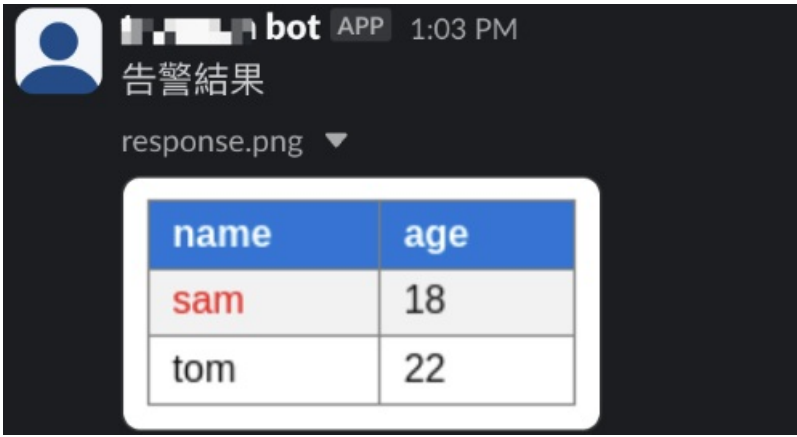 bot APP 1:03 PM
告警結果
response.png
name age
sam 18
tom 22